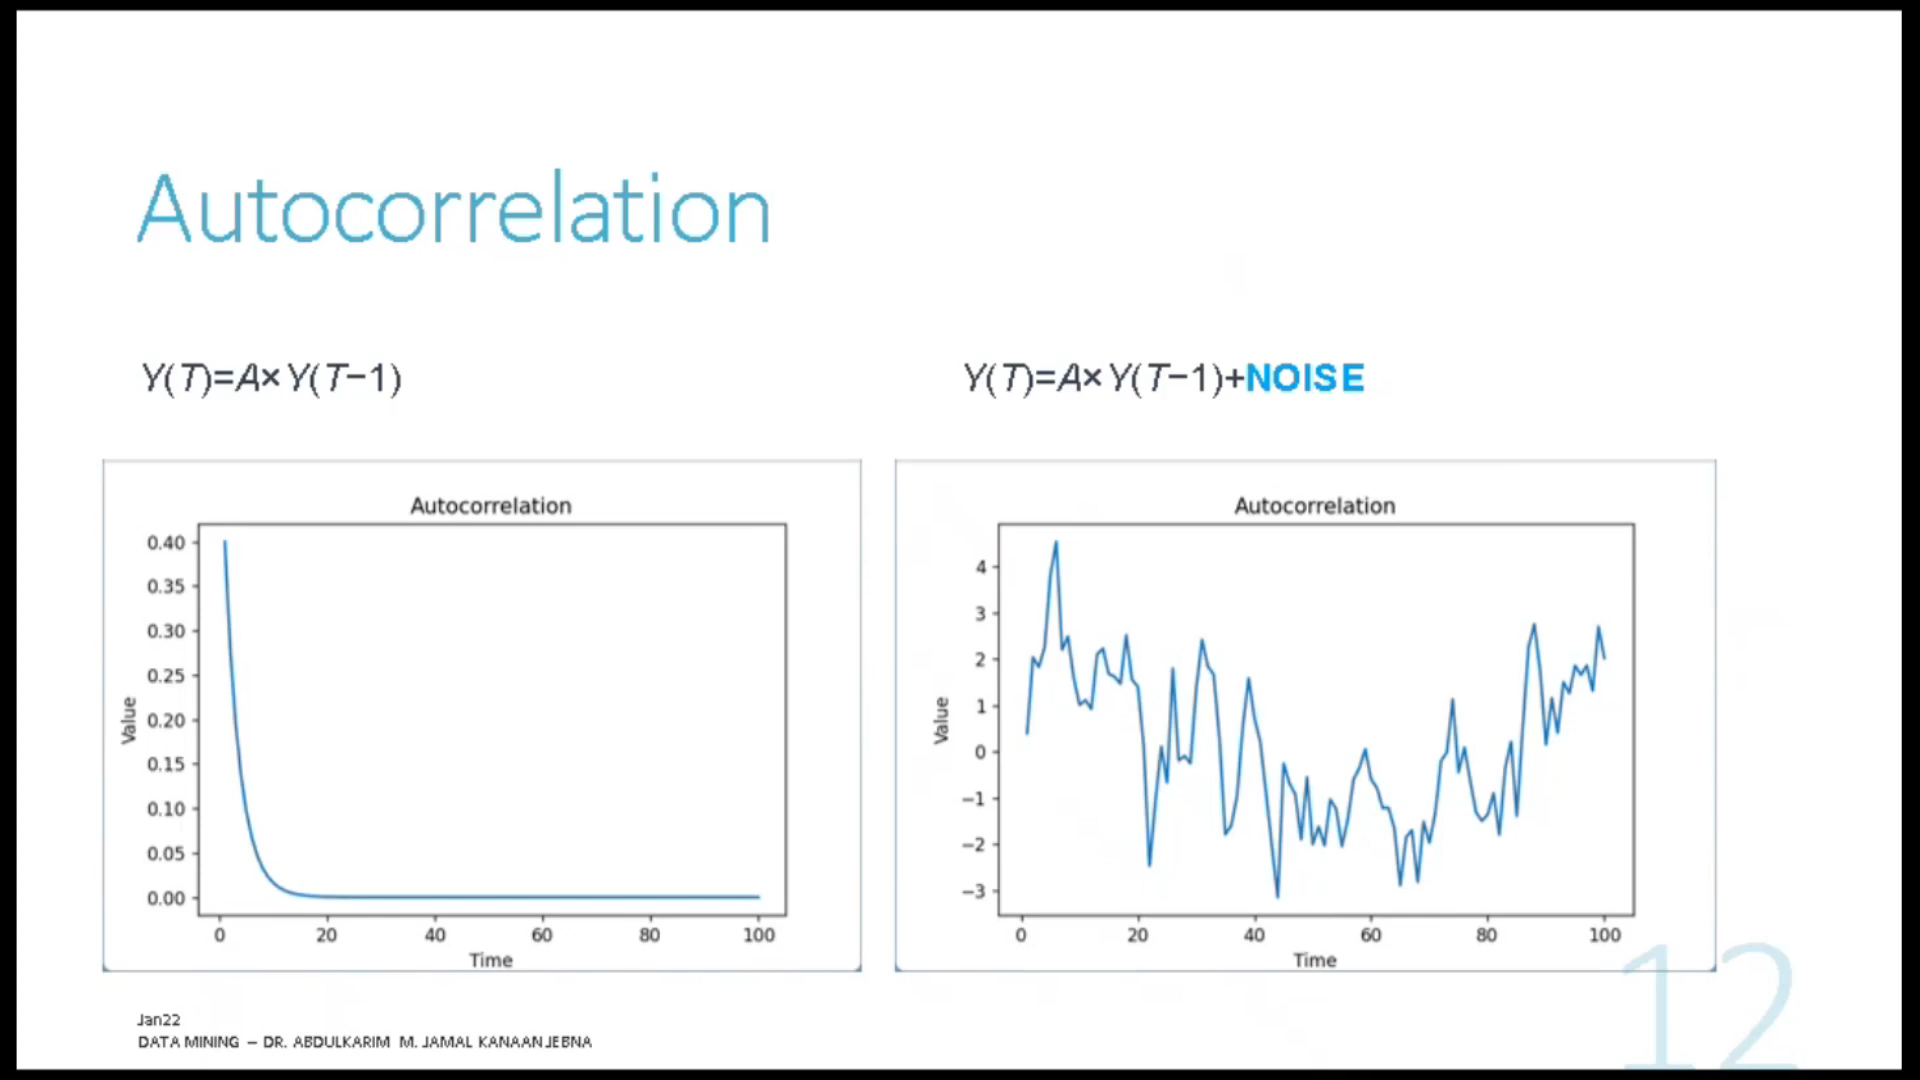 Autocorrelation
Y(T)=A×Y(T−1)
Y(T)=A×Y(T−1)+NOISE
Autocorrelation
0.40
0.35
0.30
0.25
0.20
0.15
0.10
0.05
0.00
Value
0 20 40 60 80 100
Time
Autocorrelation
4
3
2
1
0
−1
−2
−3
Value
0 20 40 60 80 100
Time
Jan22
DATA MINING – DR. ABDULKARIM M. JAMAL KANAAN JEBNA
12